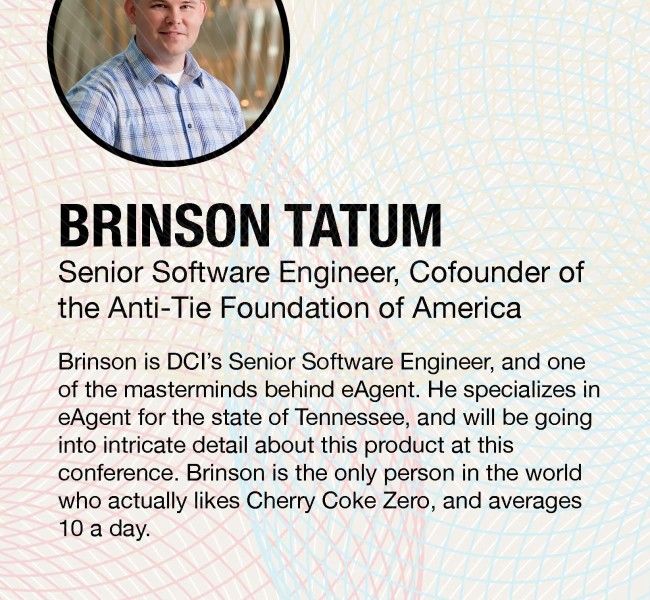 BRINSON TATUM
Senior Software Engineer, Cofounder of
the Anti-Tie Foundation of America
Brinson is DCI’s Senior Software Engineer, and one
of the masterminds behind eAgent. He specializes in
eAgent for the state of Tennessee, and will be going
into intricate detail about this product at this
conference. Brinson is the only person in the world
who actually likes Cherry Coke Zero, and averages
10 a day.